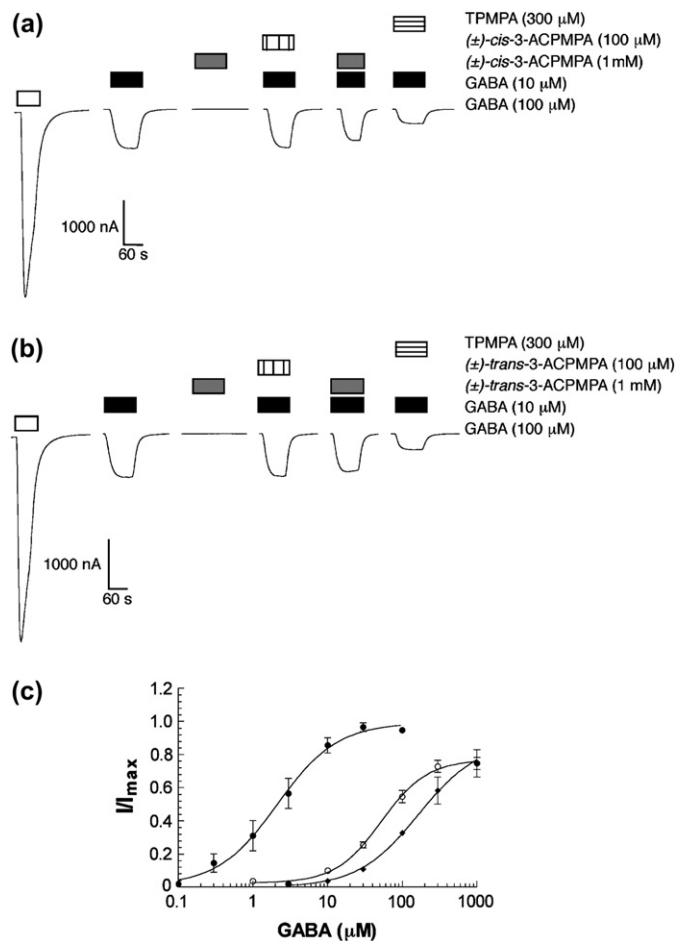 (a)
TPMPA (300 μM)
(±)-cis-3-ACPMPA (100 μM)
(±)-cis-3-ACPMPA (1 mM)
GABA (10 μM)
GABA (100 μM)
1000 nA
60 s
(b)
TPMPA (300 μM)
(±)-trans-3-ACPMPA (100 μM)
(±)-trans-3-ACPMPA (1 mM)
GABA (10 μM)
GABA (100 μM)
1000 nA
60 s
(c)
1.2
1.0
0.8
0.6
0.4
0.2
0
I/Imax
0.1 1 10 100 1000
GABA (μM)